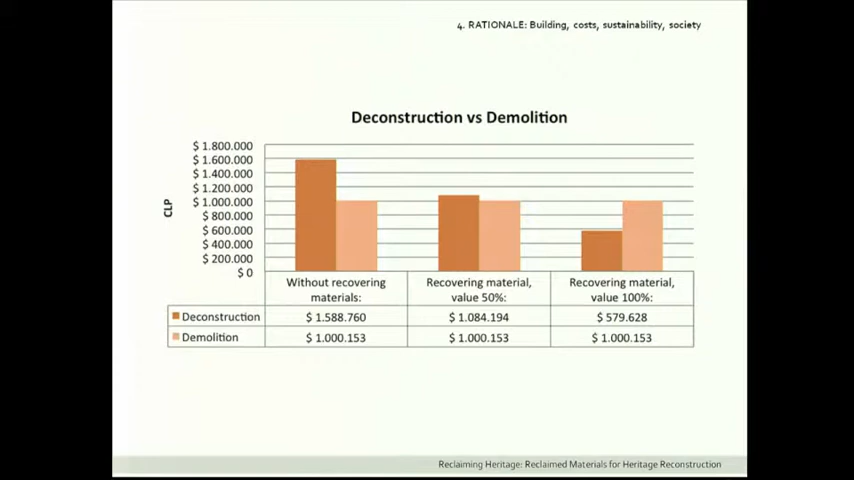 4. RATIONALE: Building, costs, sustainability, society
Deconstruction vs Demolition
CLP
$ 1.800.000
$ 1.600.000
$ 1.400.000
$ 1.200.000
$ 1.000.000
$ 800.000
$ 600.000
$ 400.000
$ 200.000
$ 0
Without recovering materials:
Recovering material, value 50%:
Recovering material, value 100%:
Deconstruction $ 1.588.760 $ 1.084.194 $ 579.628
Demolition $ 1.000.153 $ 1.000.153 $ 1.000.153
Reclaiming Heritage: Reclaimed Materials for Heritage Reconstruction